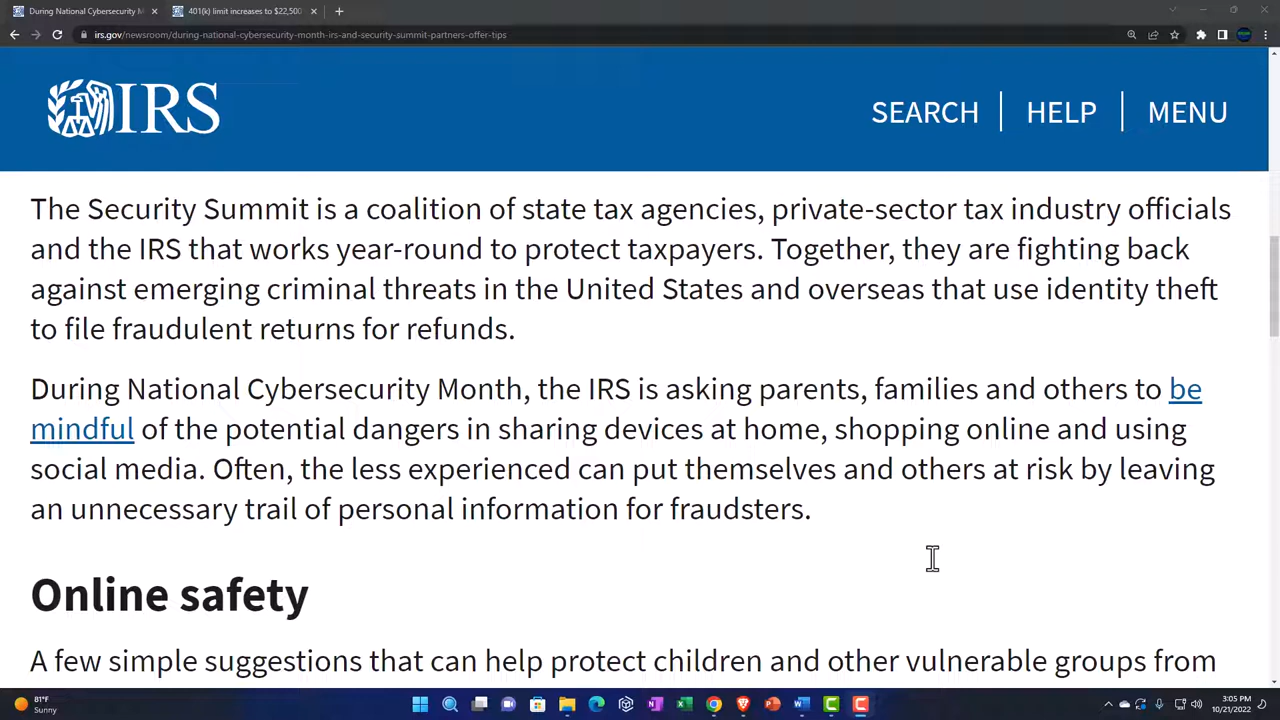 During National Cybersecurity M
401(k) limit increases to $22,500
irs.gov/newsroom/during-national-cybersecurity-month-irs-and-security-summit-partners-offer-tips
IRS
SEARCH
HELP
MENU
The Security Summit is a coalition of state tax agencies, private-sector tax industry officials
and the IRS that works year-round to protect taxpayers. Together, they are fighting back
against emerging criminal threats in the United States and overseas that use identity theft
to file fraudulent returns for refunds.
During National Cybersecurity Month, the IRS is asking parents, families and others to be
mindful of the potential dangers in sharing devices at home, shopping online and using
social media. Often, the less experienced can put themselves and others at risk by leaving
an unnecessary trail of personal information for fraudsters.
Online safety
A few simple suggestions that can help protect children and other vulnerable groups from
81°F
Sunny
3:05 PM
10/21/2022